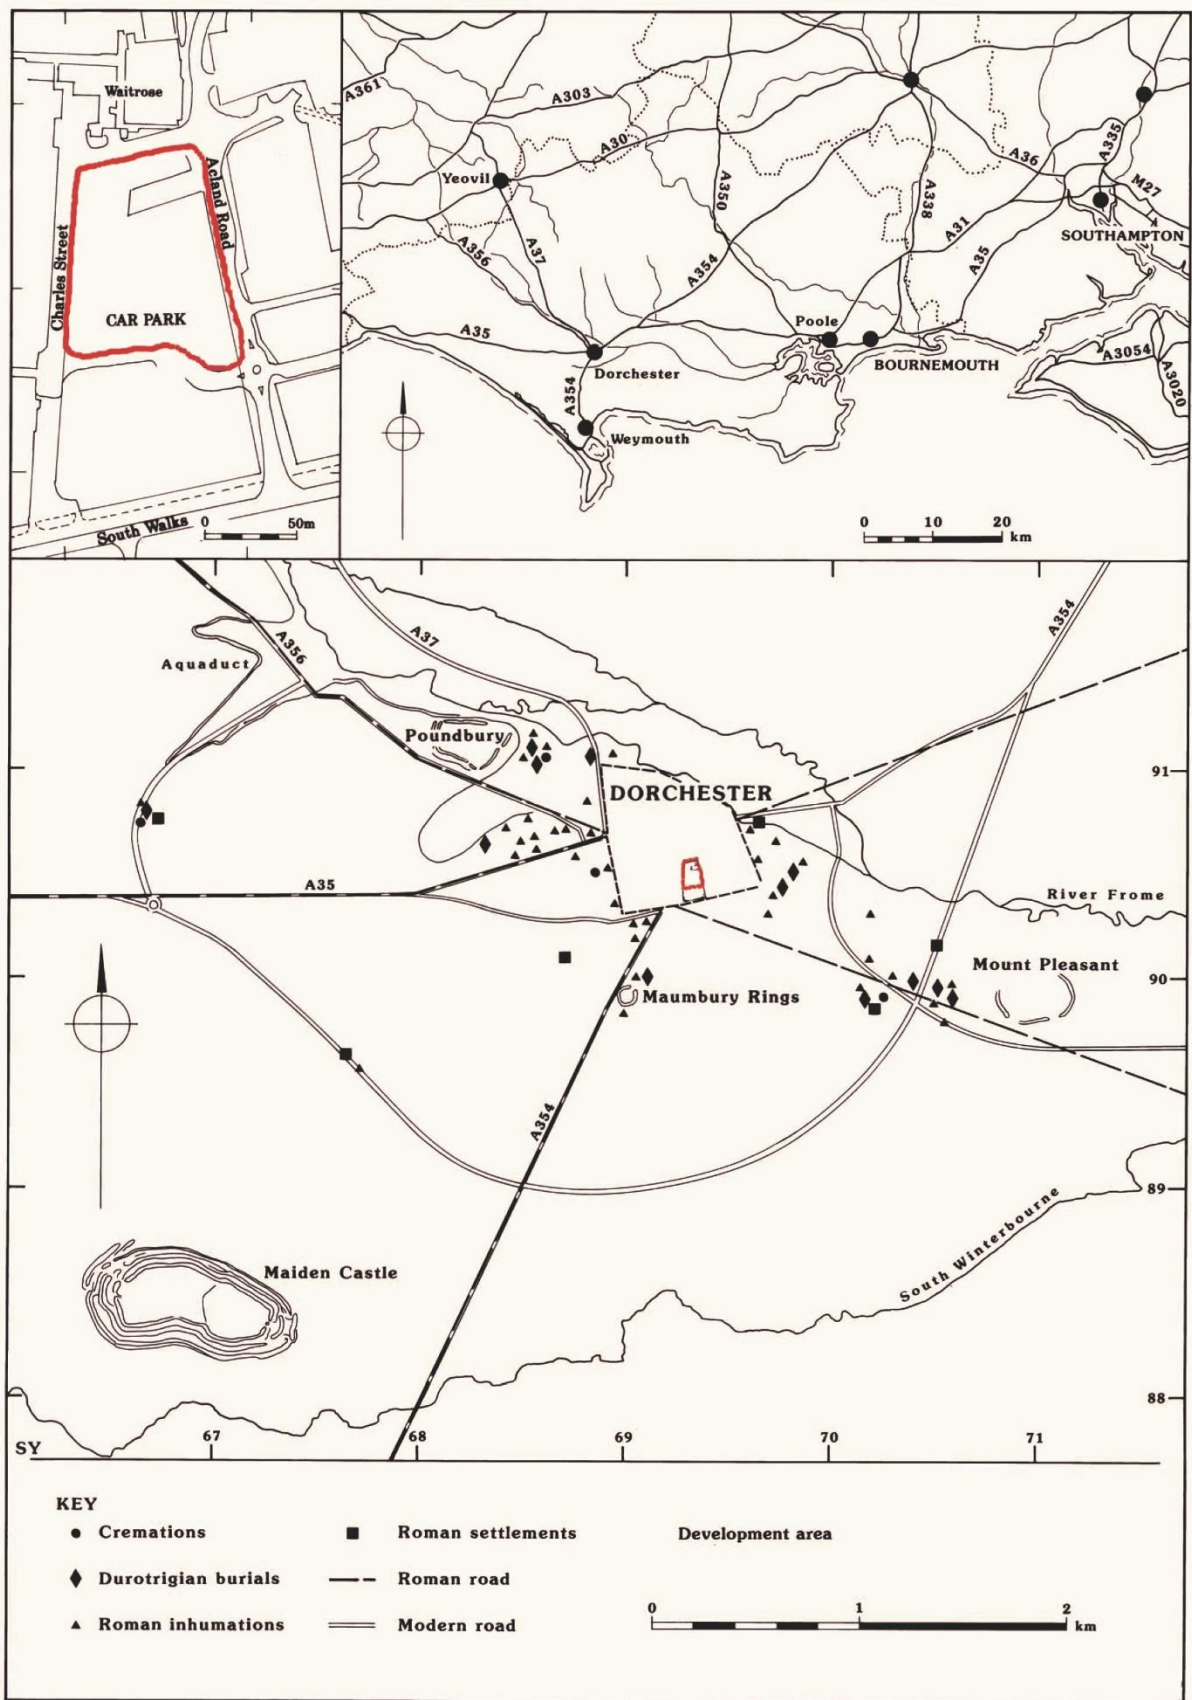 Waitrose
Acland Road
Charles Street
CAR PARK
South Walks
0 50m
A361
A303
A30
A36
A335
M27
Yeovil
A350
A338
A31
SOUTHAMPTON
A356
A37
A354
A35
A35
Poole
BOURNEMOUTH
A3054
A3020
Dorchester
A354
Weymouth
0 10 20
km
A356
A37
A354
Aquaduct
Poundbury
DORCHESTER
91
A35
River Frome
Mount Pleasant
90
Maumbury Rings
A354
89
South Winterbourne
Maiden Castle
88
SY
67 68 69 70 71
KEY
Cremations
Roman settlements
Development area
Durotrigian burials
Roman road
Roman inhumations
Modern road
0 1 2
km